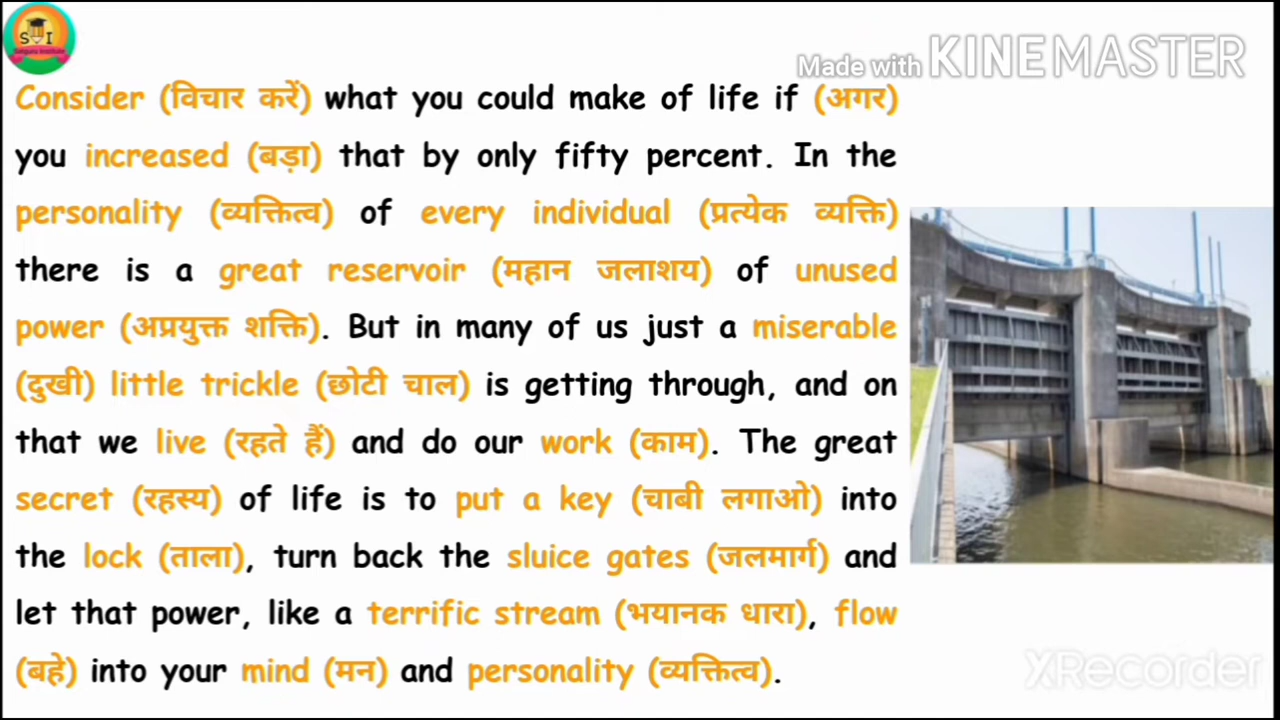 S I
Satguru Institute
Made with KINEMASTER
Consider (विचार करें) what you could make of life if (अगर)
you increased (बड़ा) that by only fifty percent. In the
personality (व्यक्तित्व) of every individual (प्रत्येक व्यक्ति)
there is a great reservoir (महान जलाशय) of unused
power (अप्रयुक्त शक्ति). But in many of us just a miserable
(दुखी) little trickle (छोटी चाल) is getting through, and on
that we live (रहते हैं) and do our work (काम). The great
secret (रहस्य) of life is to put a key (चाबी लगाओ) into
the lock (ताला), turn back the sluice gates (जलमार्ग) and
let that power, like a terrific stream (भयानक धारा), flow
(बहे) into your mind (मन) and personality (व्यक्तित्व).
XRecorder